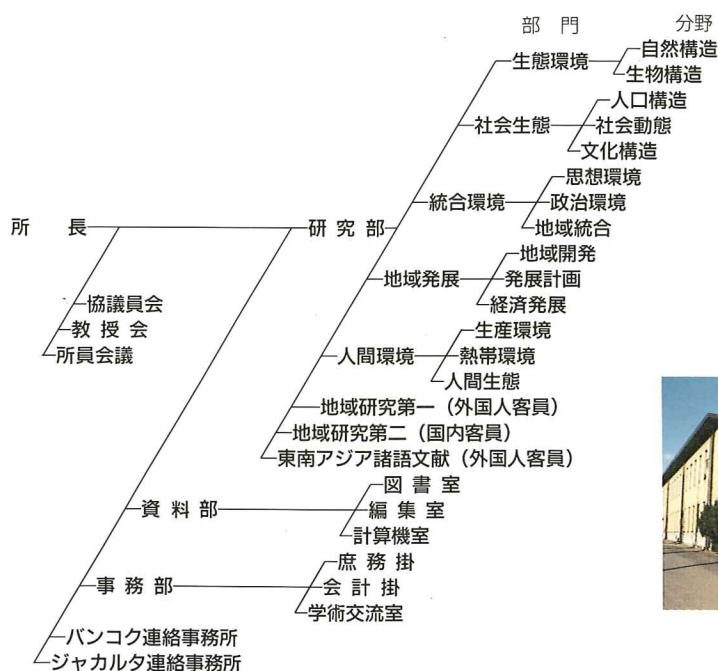 部 門 分野
生態環境 自然構造
生物構造
人口構造
社会生態 社会動態
文化構造
思想環境
統合環境 政治環境
所 長 研 究 部 地域統合
地域開発
地域発展 発展計画
協議員会 経済発展
教 授 会 生産環境
所員会議 人間環境 熱帯環境
人間生態
地域研究第一（外国人客員）
地域研究第二（国内客員）
東南アジア諸語文献（外国人客員）
図 書 室
資 料 部 編 集 室
計算機室
庶 務 掛
事 務 部 会 計 掛
学術交流室
バンコク連絡事務所
ジャカルタ連絡事務所